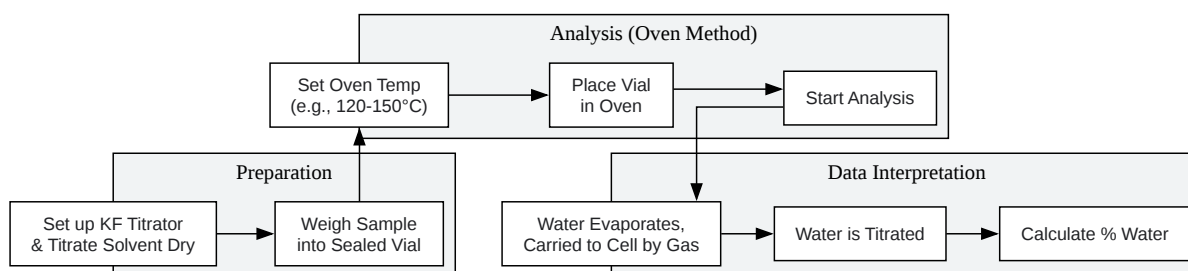 Analysis (Oven Method)
Set Oven Temp
(e.g., 120-150°C)
Place Vial
in Oven
Start Analysis
Preparation
Set up KF Titrator
& Titrate Solvent Dry
Weigh Sample
into Sealed Vial
Data Interpretation
Water Evaporates,
Carried to Cell by Gas
Water is Titrated
Calculate % Water